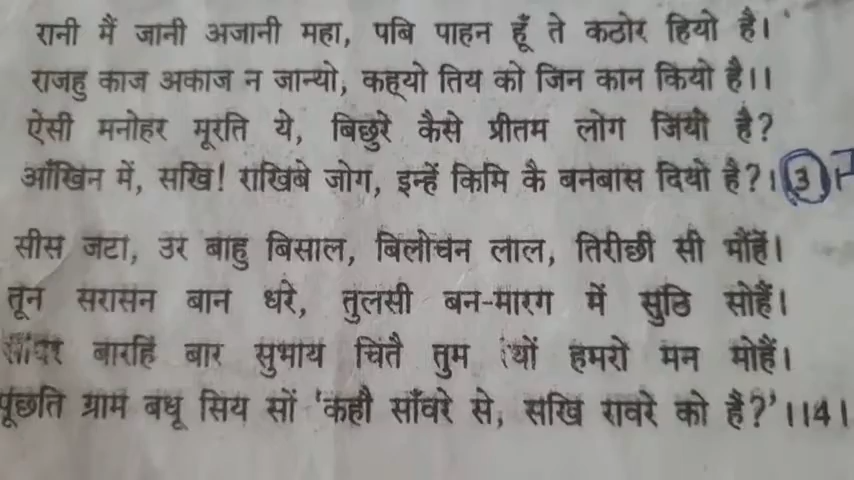 रानी मैं जानी अजानी महा, पबि पाहन हूँ ते कठोर हियो है।
राजहु काज अकाज न जान्यो, कह्यो तिय को जिन कान कियो है।।
ऐसी मनोहर मूरति ये, बिछुरे कैसे प्रीतम लोग जियो है?
आँखिन में, सखि! राखिबे जोग, इन्हें किमि कै बनबास दियो है?।(3)।
सीस जटा, उर बाहु बिसाल, बिलोचन लाल, तिरीछी सी भौंहें।
तून सरासन बान धरे, तुलसी बन-मारग में सुठि सोहैं।
बारहिं बार सुभाय चितै तुम त्यों हमरो मन मोहैं।
पूछति ग्राम बधू सिय सों 'कहौ साँवरे से, सखि रावरे को हैं?'।।4।